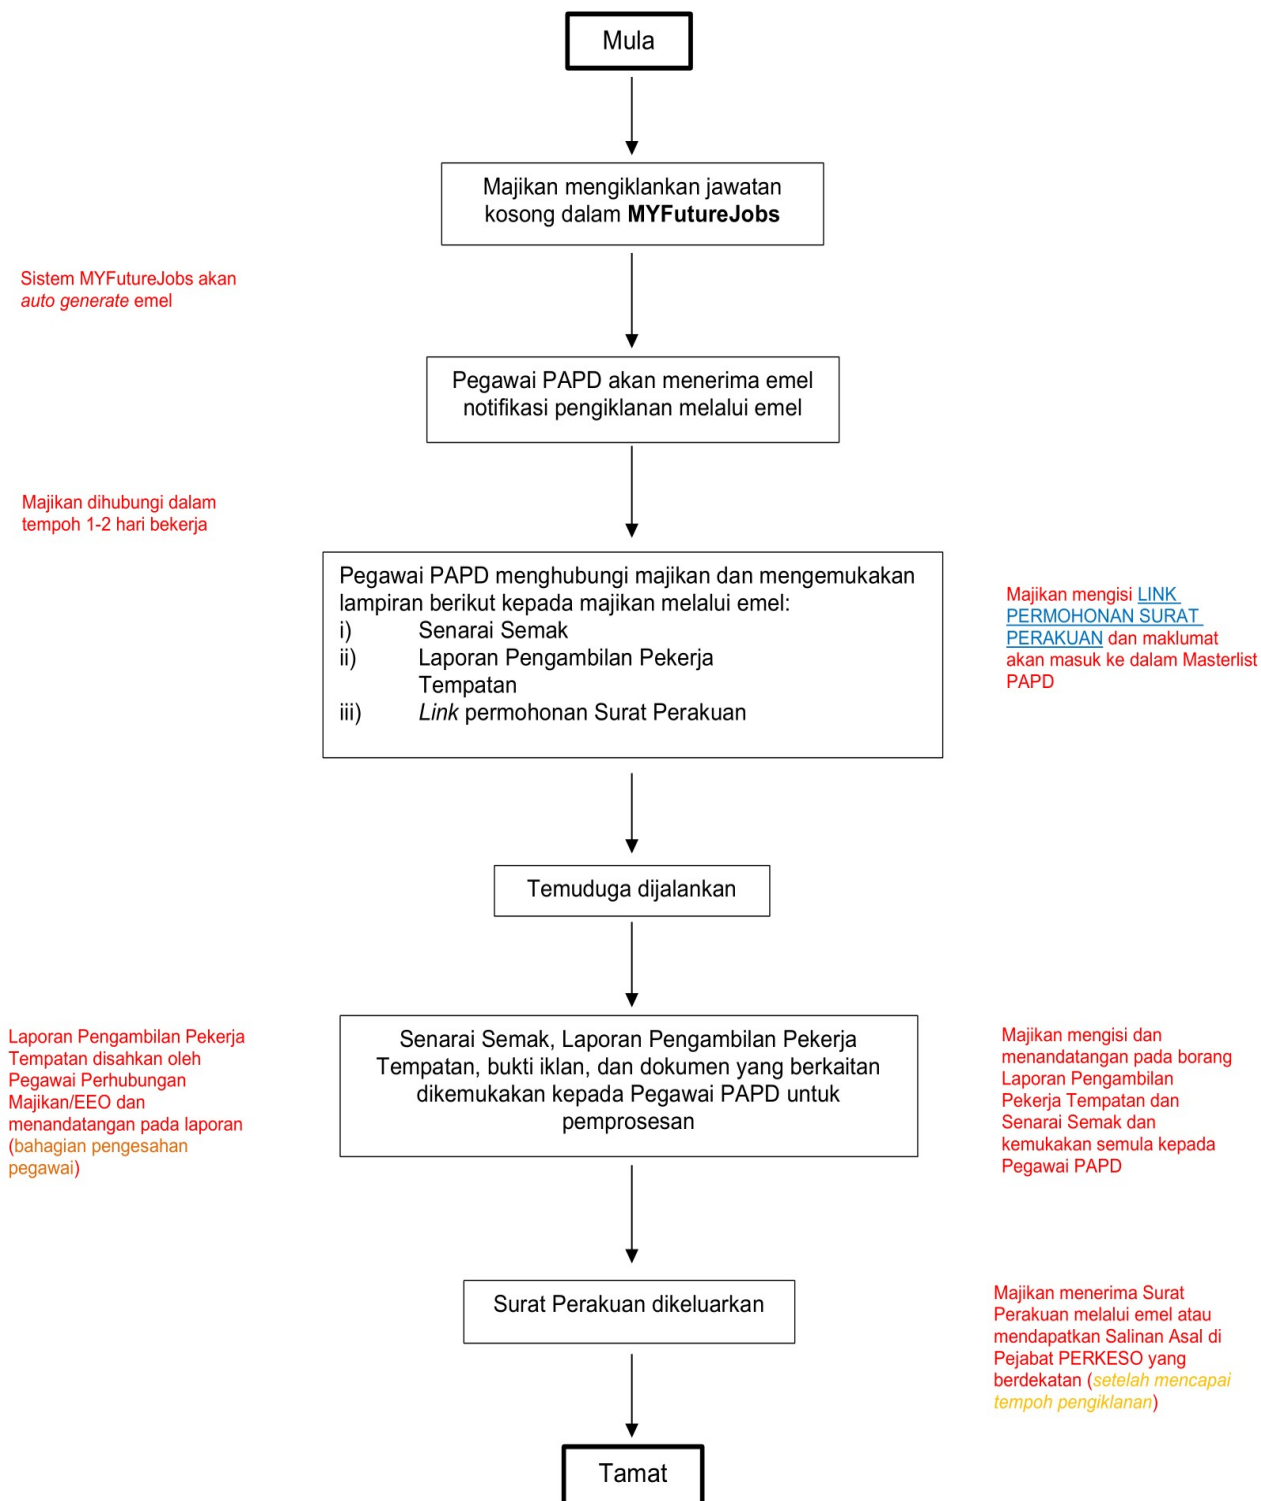 Mula
Majikan mengiklankan jawatan
kosong dalam MYFutureJobs
Sistem MYFutureJobs akan
auto generate emel
Pegawai PAPD akan menerima emel
notifikasi pengiklanan melalui emel
Majikan dihubungi dalam
tempoh 1-2 hari bekerja
Pegawai PAPD menghubungi majikan dan mengemukakan
lampiran berikut kepada majikan melalui emel:
i) Senarai Semak
ii) Laporan Pengambilan Pekerja
Tempatan
iii) Link permohonan Surat Perakuan
Majikan mengisi LINK
PERMOHONAN SURAT
PERAKUAN dan maklumat
akan masuk ke dalam Masterlist
PAPD
Temuduga dijalankan
Laporan Pengambilan Pekerja
Tempatan disahkan oleh
Pegawai Perhubungan
Majikan/EEO dan
menandatangan pada laporan
(bahagian pengesahan
pegawai)
Senarai Semak, Laporan Pengambilan Pekerja
Tempatan, bukti iklan, dan dokumen yang berkaitan
dikemukakan kepada Pegawai PAPD untuk
pemprosesan
Majikan mengisi dan
menandatangan pada borang
Laporan Pengambilan
Pekerja Tempatan dan
Senarai Semak dan
kemukakan semula kepada
Pegawai PAPD
Surat Perakuan dikeluarkan
Majikan menerima Surat
Perakuan melalui emel atau
mendapatkan Salinan Asal di
Pejabat PERKESO yang
berdekatan (setelah mencapai
tempoh pengiklanan)
Tamat